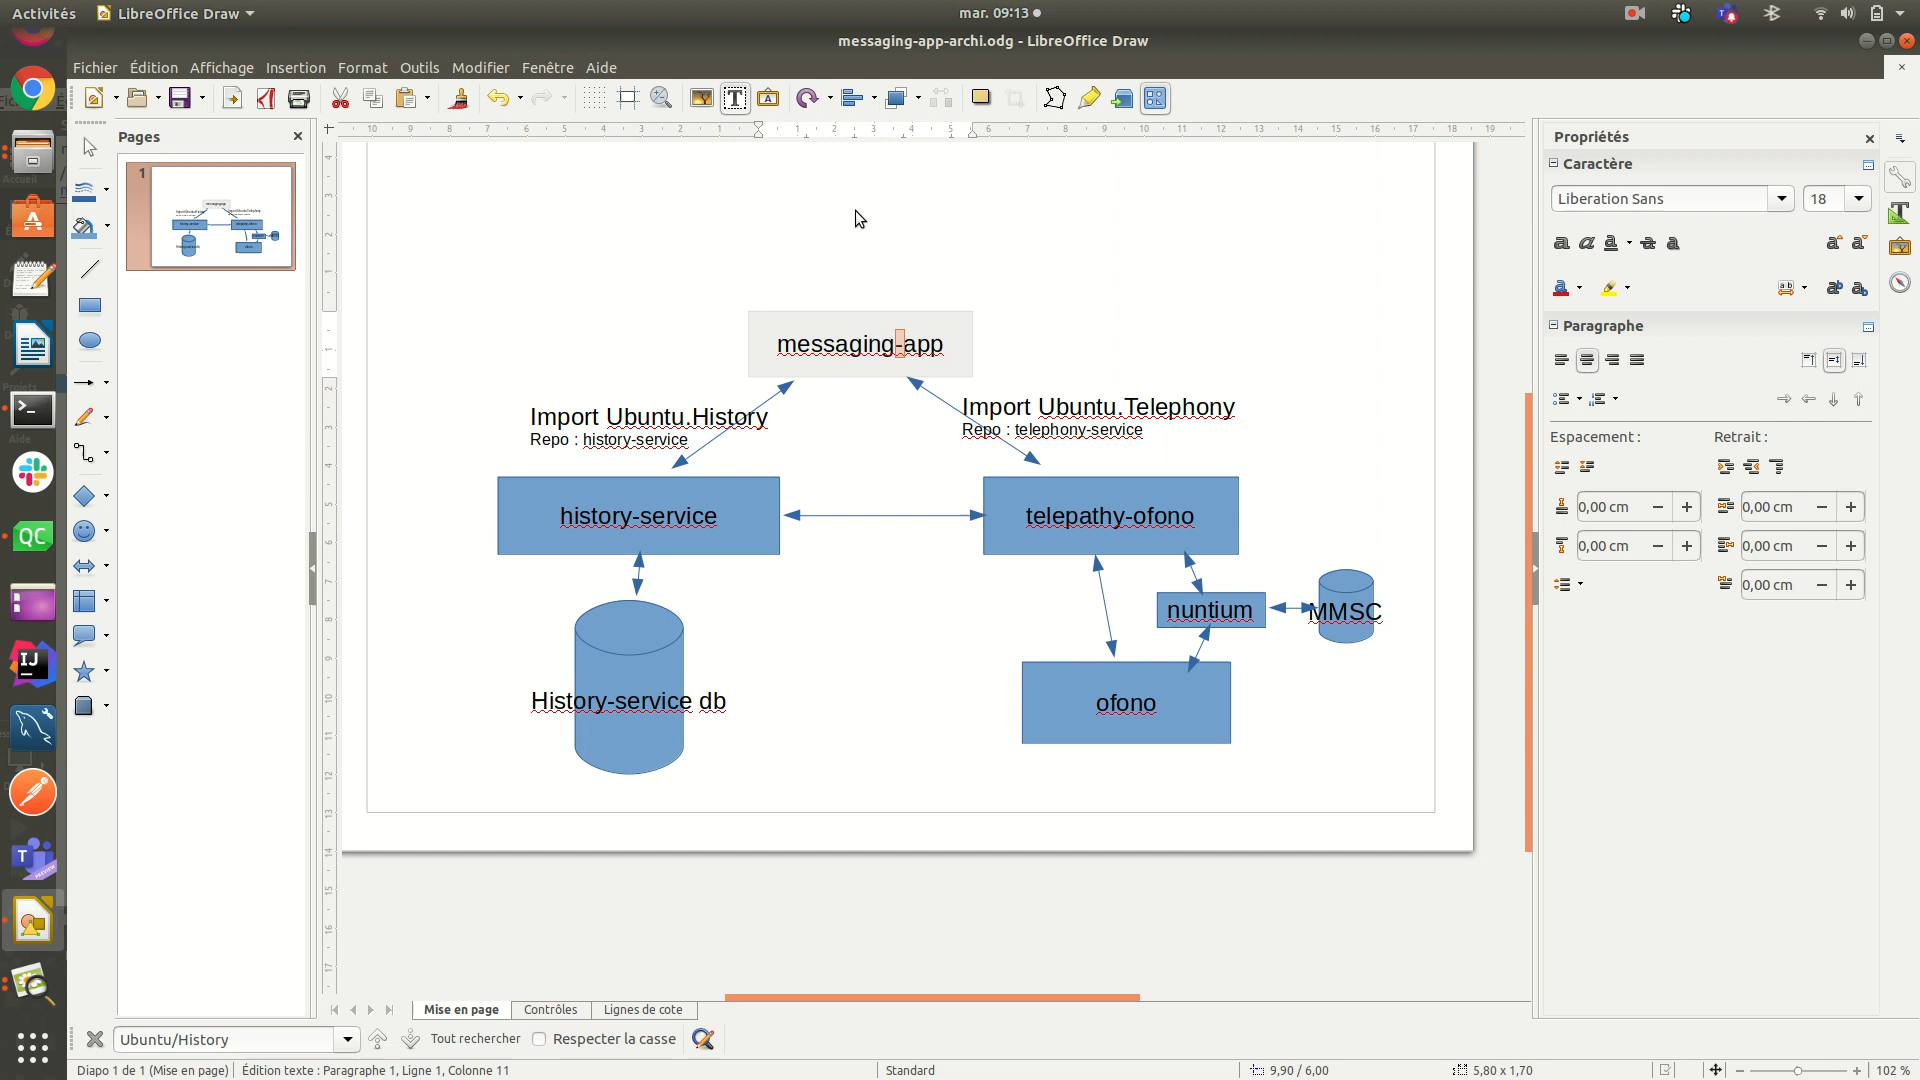 Activités LibreOffice Draw mar. 09:13
messaging-app-archi.odg - LibreOffice Draw
Fichier Édition Affichage Insertion Format Outils Modifier Fenêtre Aide
Pages
1
messaging-app
Import Ubuntu.History
Repo : history-service
Import Ubuntu.Telephony
Repo : telephony-service
history-service
telepathy-ofono
nuntium
MMSC
History-service db
ofono
Propriétés
Caractère
Liberation Sans 18
Paragraphe
Espacement : Retrait :
0,00 cm 0,00 cm
0,00 cm 0,00 cm
0,00 cm
Mise en page Contrôles Lignes de cote
Ubuntu/History Tout rechercher Respecter la casse
Diapo 1 de 1 (Mise en page) Édition texte : Paragraphe 1, Ligne 1, Colonne 11 Standard 9,90 / 6,00 5,80 x 1,70 102 %